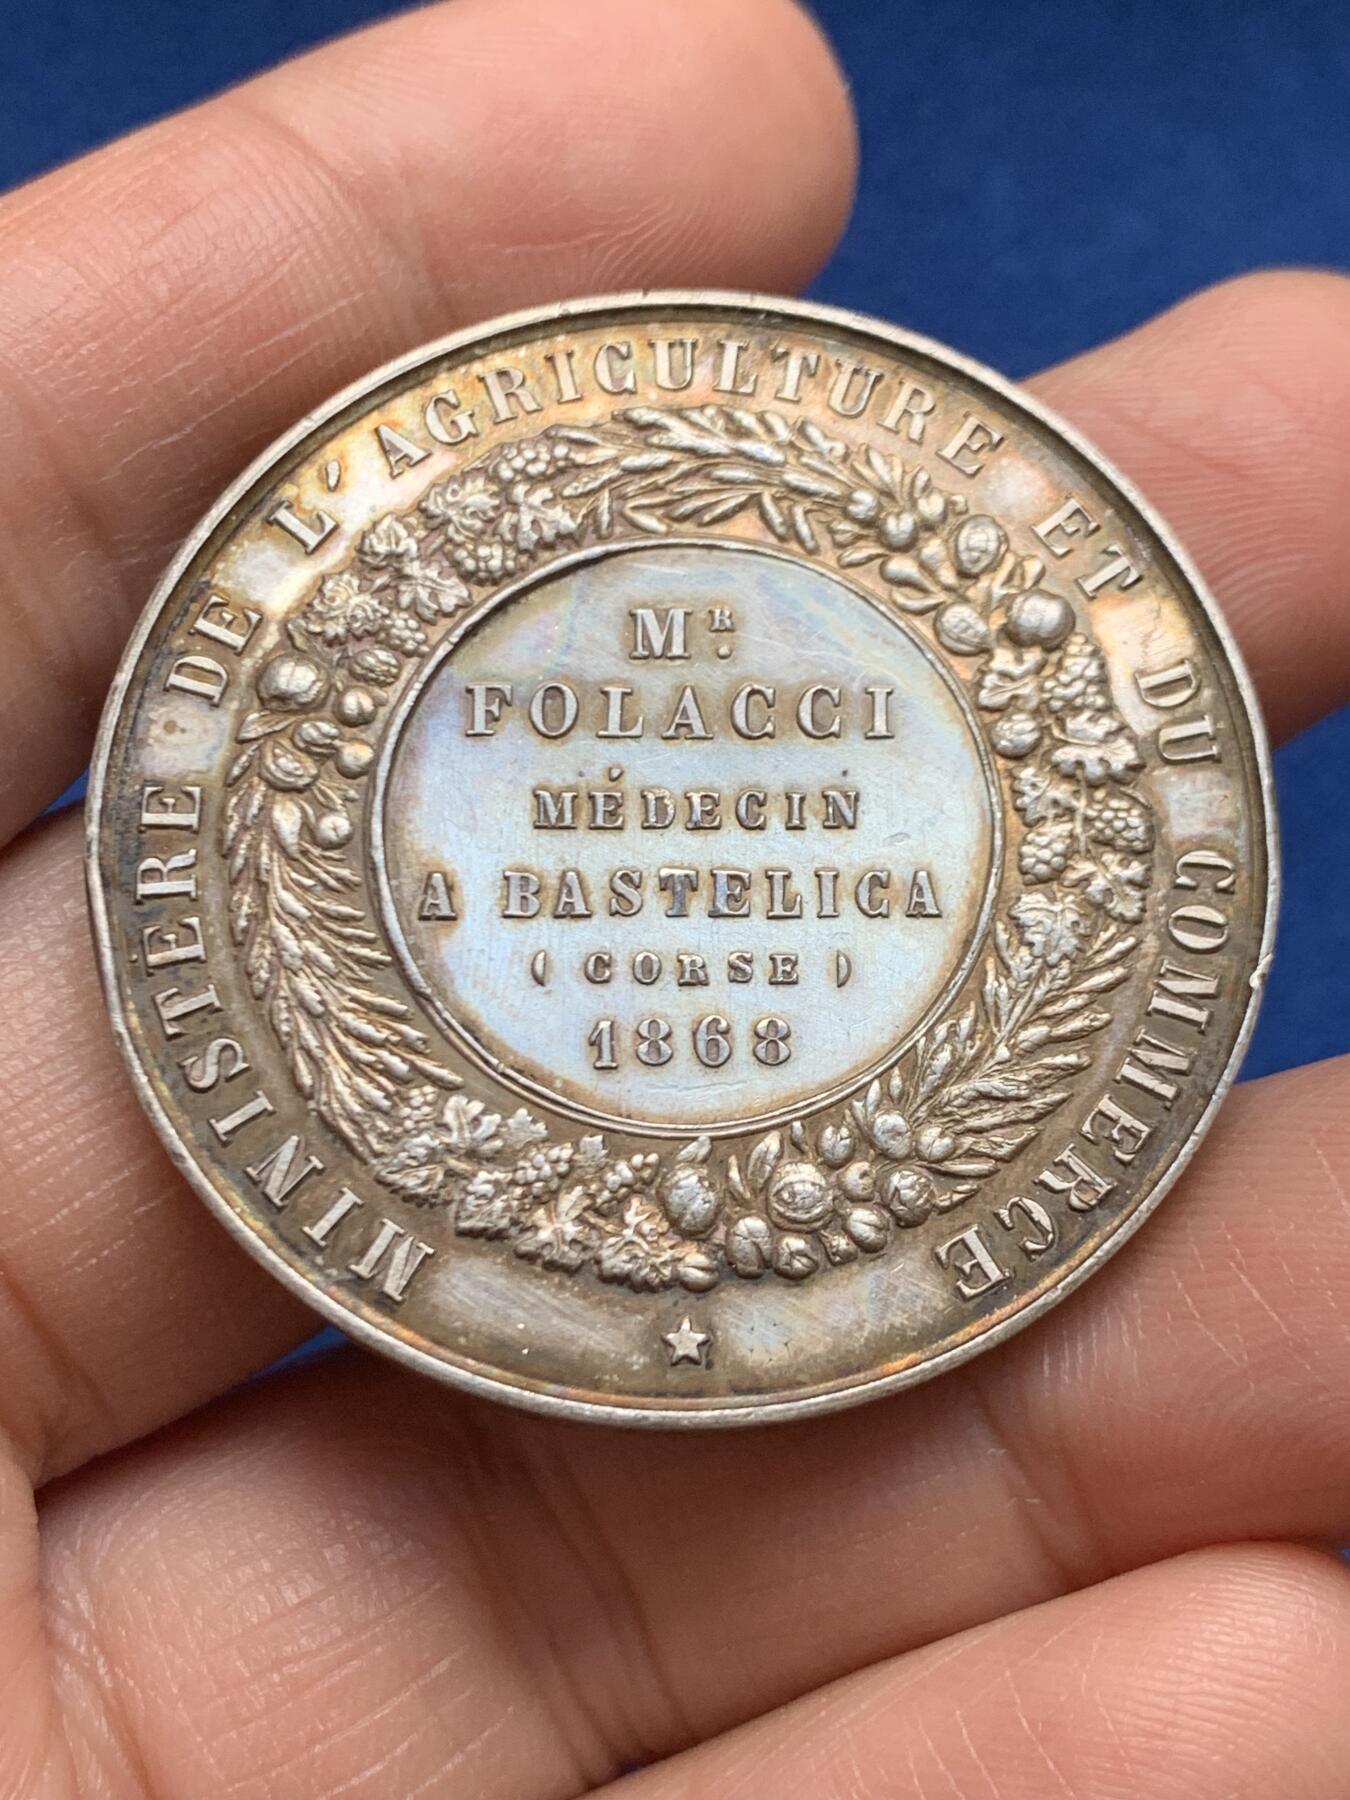 MINISTÈRE DE L'AGRICULTURE ET DU COMMERCE
MR.
FOLACCI
MÉDECIN
A BASTELICA
( CORSE )
1868